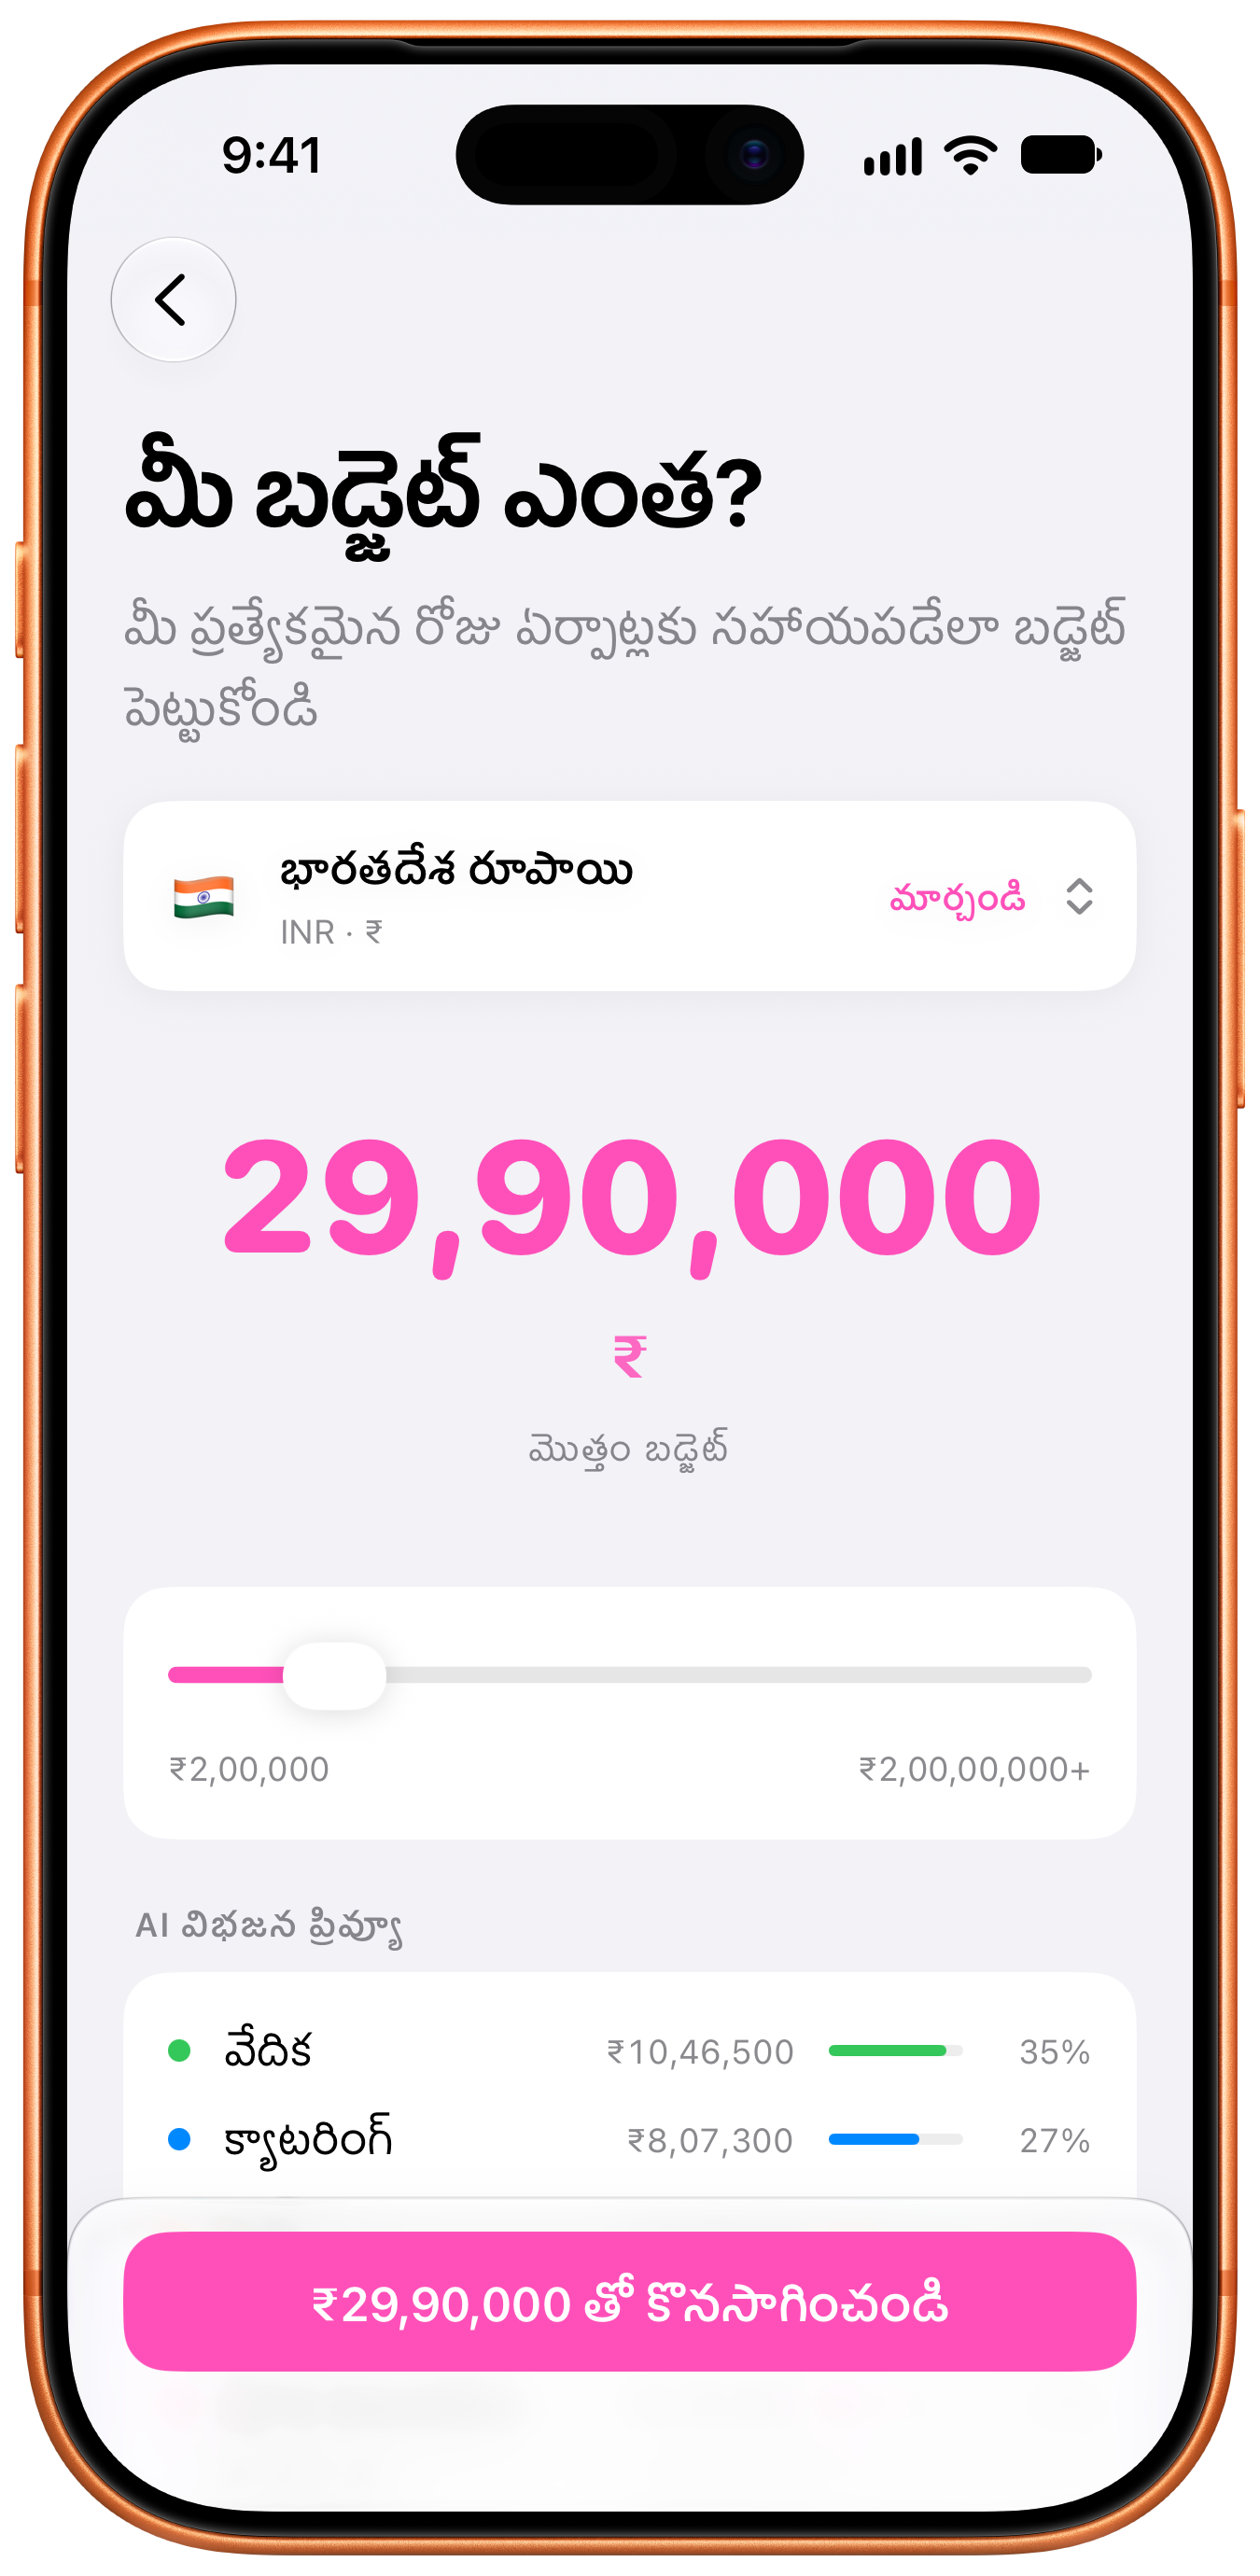 9:41
మీ బడ్జెట్ ఎంత?
మీ ప్రత్యేకమైన రోజు ఏర్పాట్లకు సహాయపడేలా బడ్జెట్
పెట్టుకోండి
భారతదేశ రూపాయి
మార్చండి
INR · ₹
29,90,000
₹
మొత్తం బడ్జెట్
₹2,00,000 ₹2,00,00,000+
AI విభజన ప్రివ్యూ
వేదిక ₹10,46,500 35%
క్యాటరింగ్ ₹8,07,300 27%
₹29,90,000 తో కొనసాగించండి